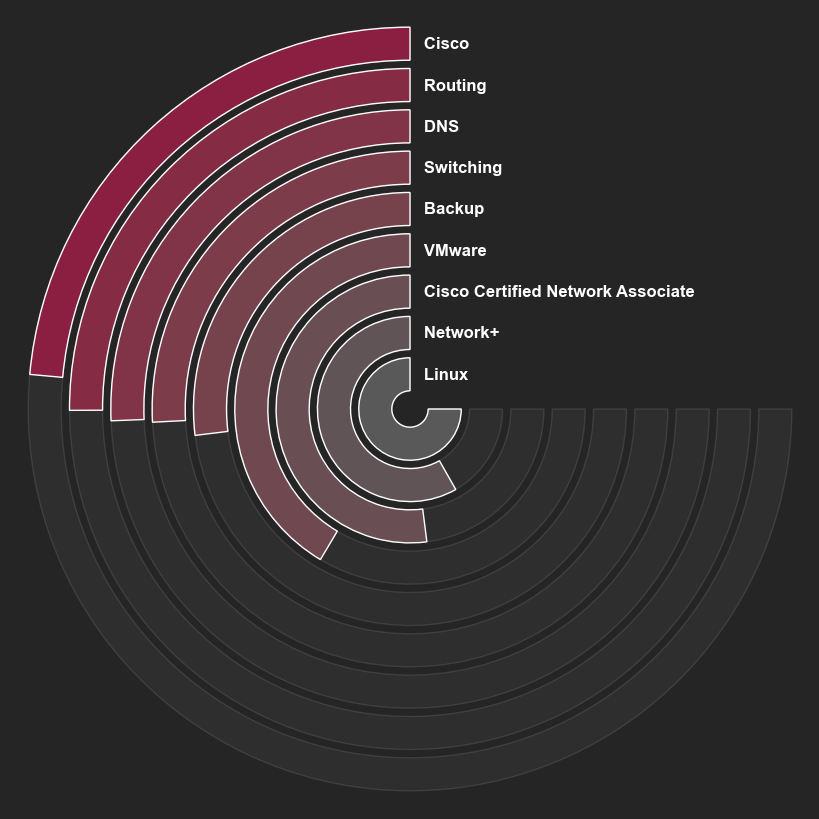 Cisco
Routing
DNS
Switching
Backup
VMware
Cisco Certified Network Associate
Network+
Linux